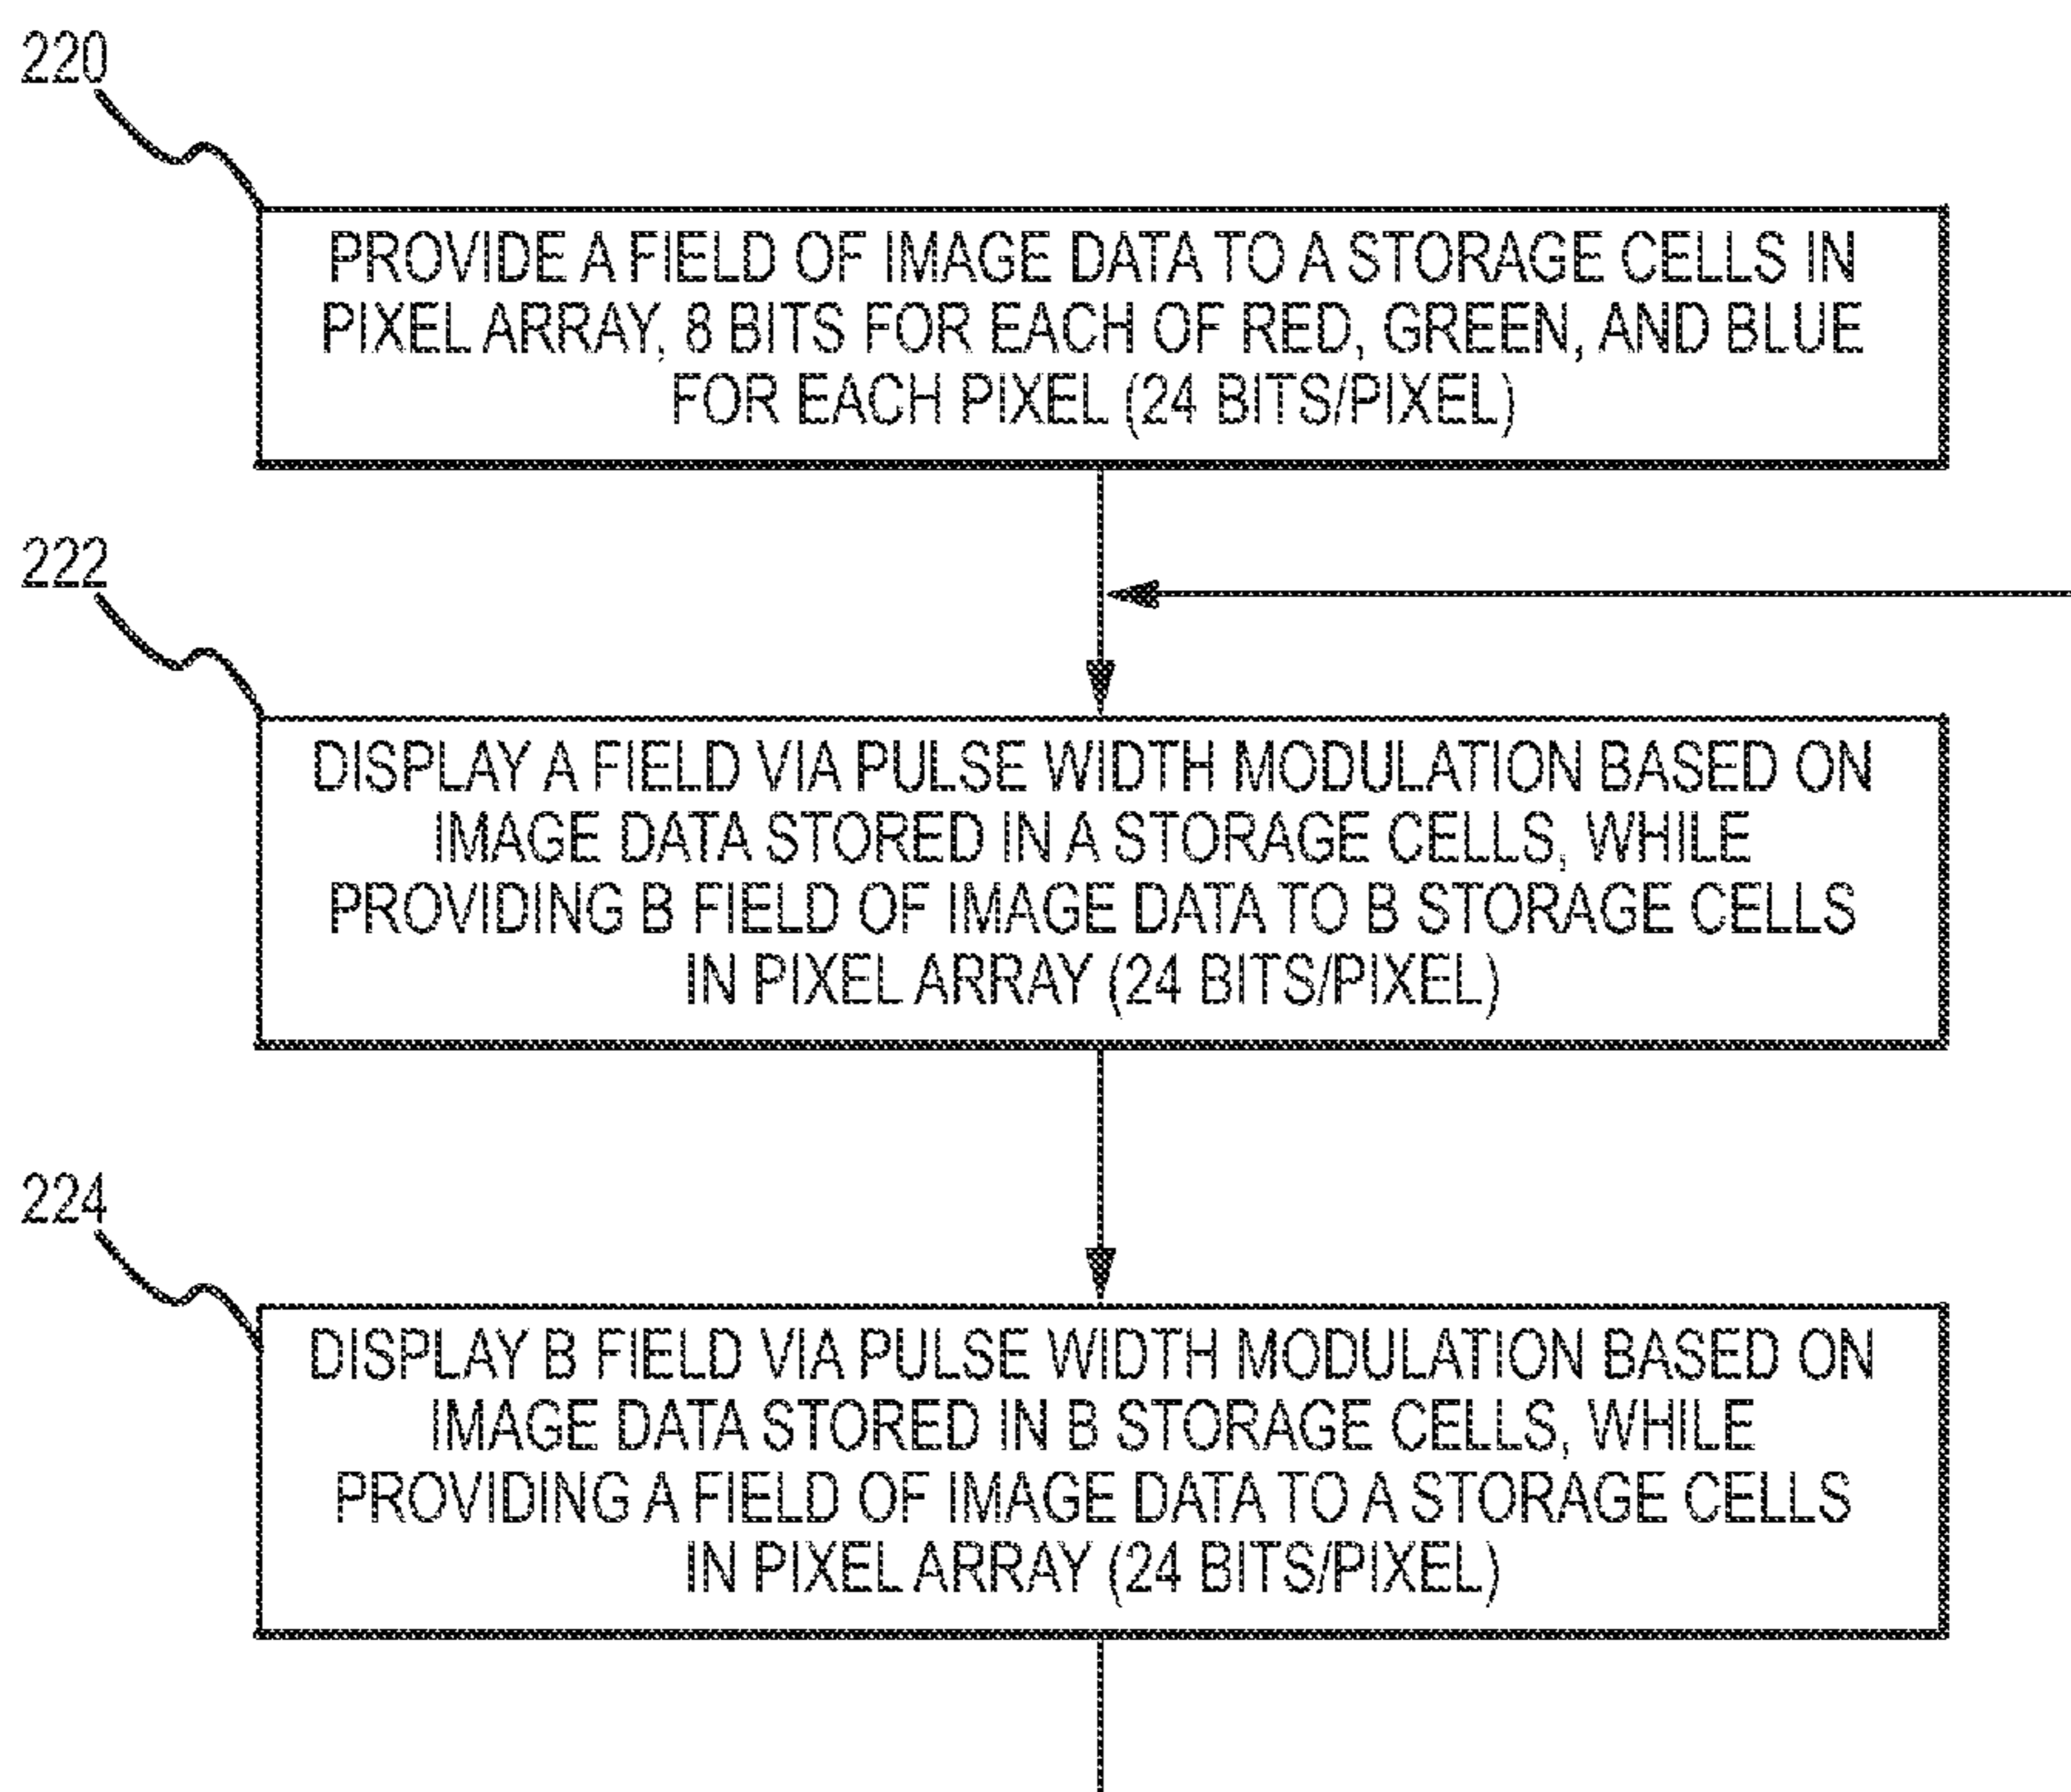 220
PROVIDE A FIELD OF IMAGE DATA TO A STORAGE CELLS IN
PIXEL ARRAY, 8 BITS FOR EACH OF RED, GREEN, AND BLUE
FOR EACH PIXEL (24 BITS/PIXEL)
222
DISPLAY A FIELD VIA PULSE WIDTH MODULATION BASED ON
IMAGE DATA STORED IN A STORAGE CELLS, WHILE
PROVIDING B FIELD OF IMAGE DATA TO B STORAGE CELLS
IN PIXEL ARRAY (24 BITS/PIXEL)
224
DISPLAY B FIELD VIA PULSE WIDTH MODULATION BASED ON
IMAGE DATA STORED IN B STORAGE CELLS, WHILE
PROVIDING A FIELD OF IMAGE DATA TO A STORAGE CELLS
IN PIXEL ARRAY (24 BITS/PIXEL)